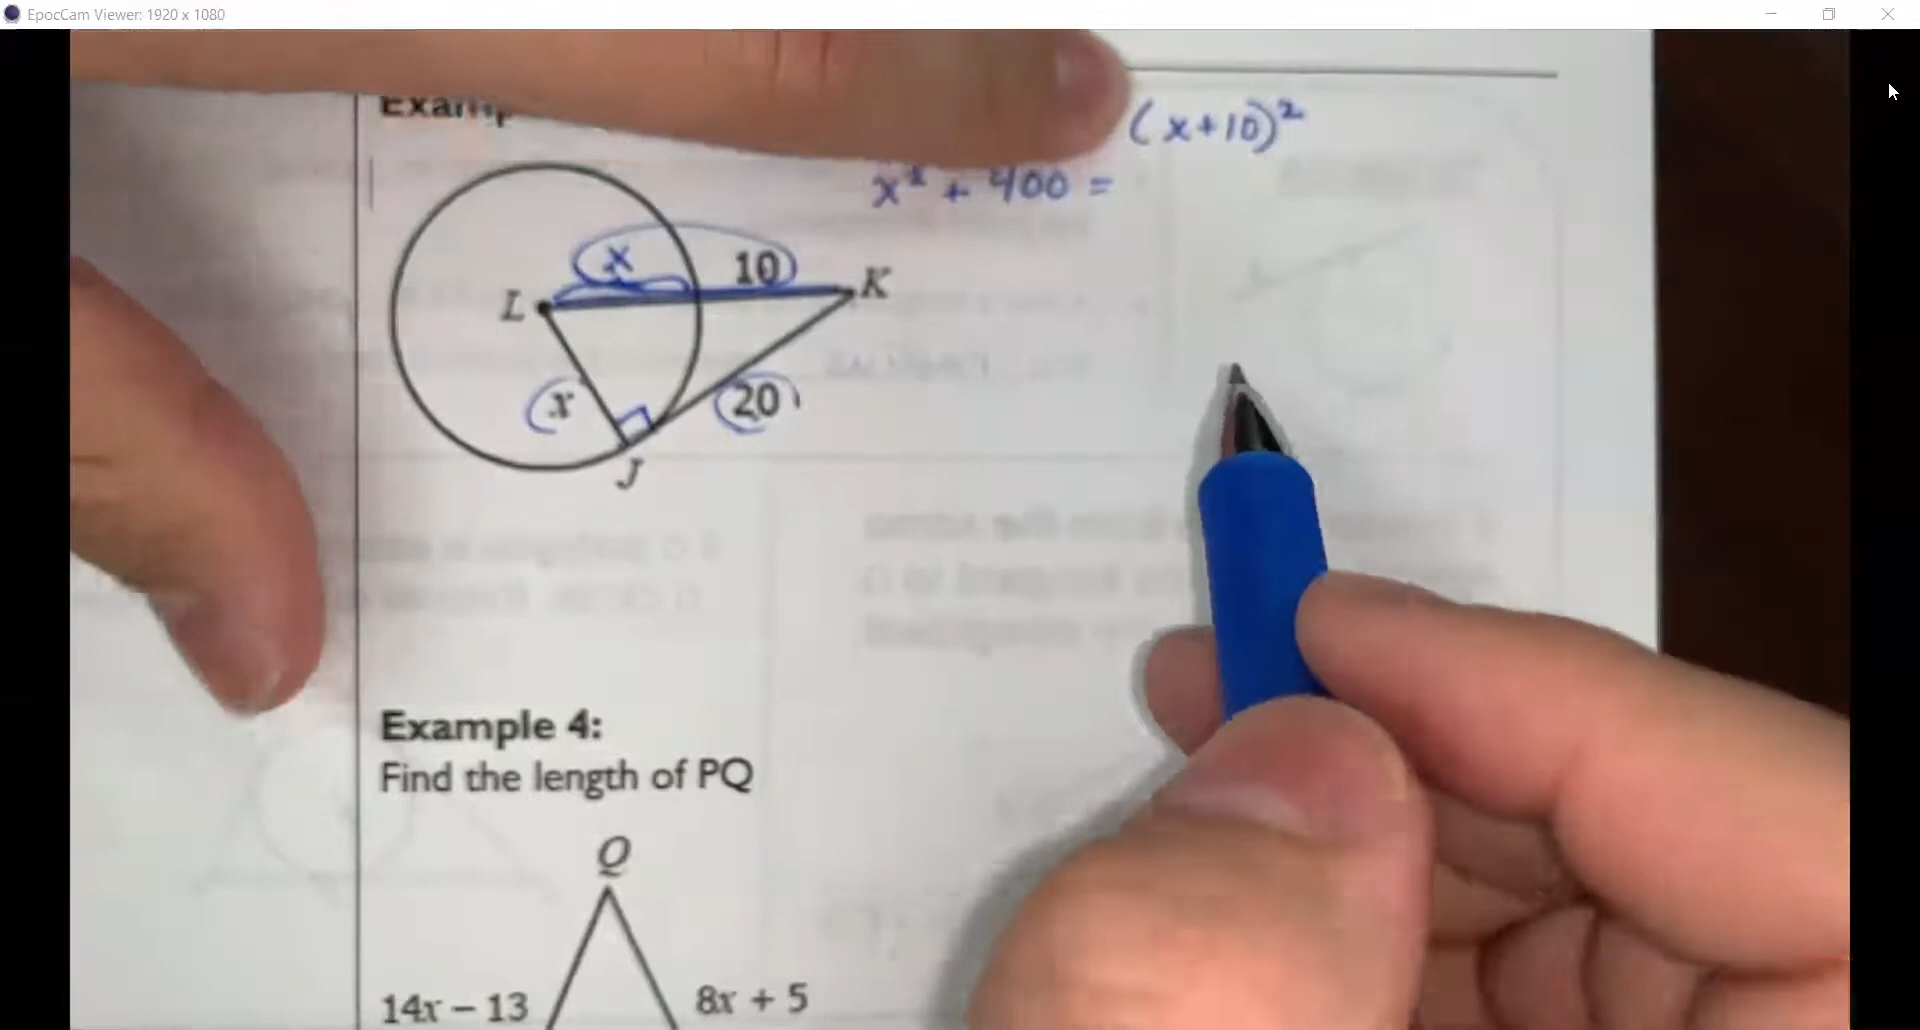 EpocCam Viewer: 1920 x 1080
(x+10)²
x² + 400 =
x
10
K
L
x
20
J
Example 4:
Find the length of PQ
Q
14x – 13
8x + 5